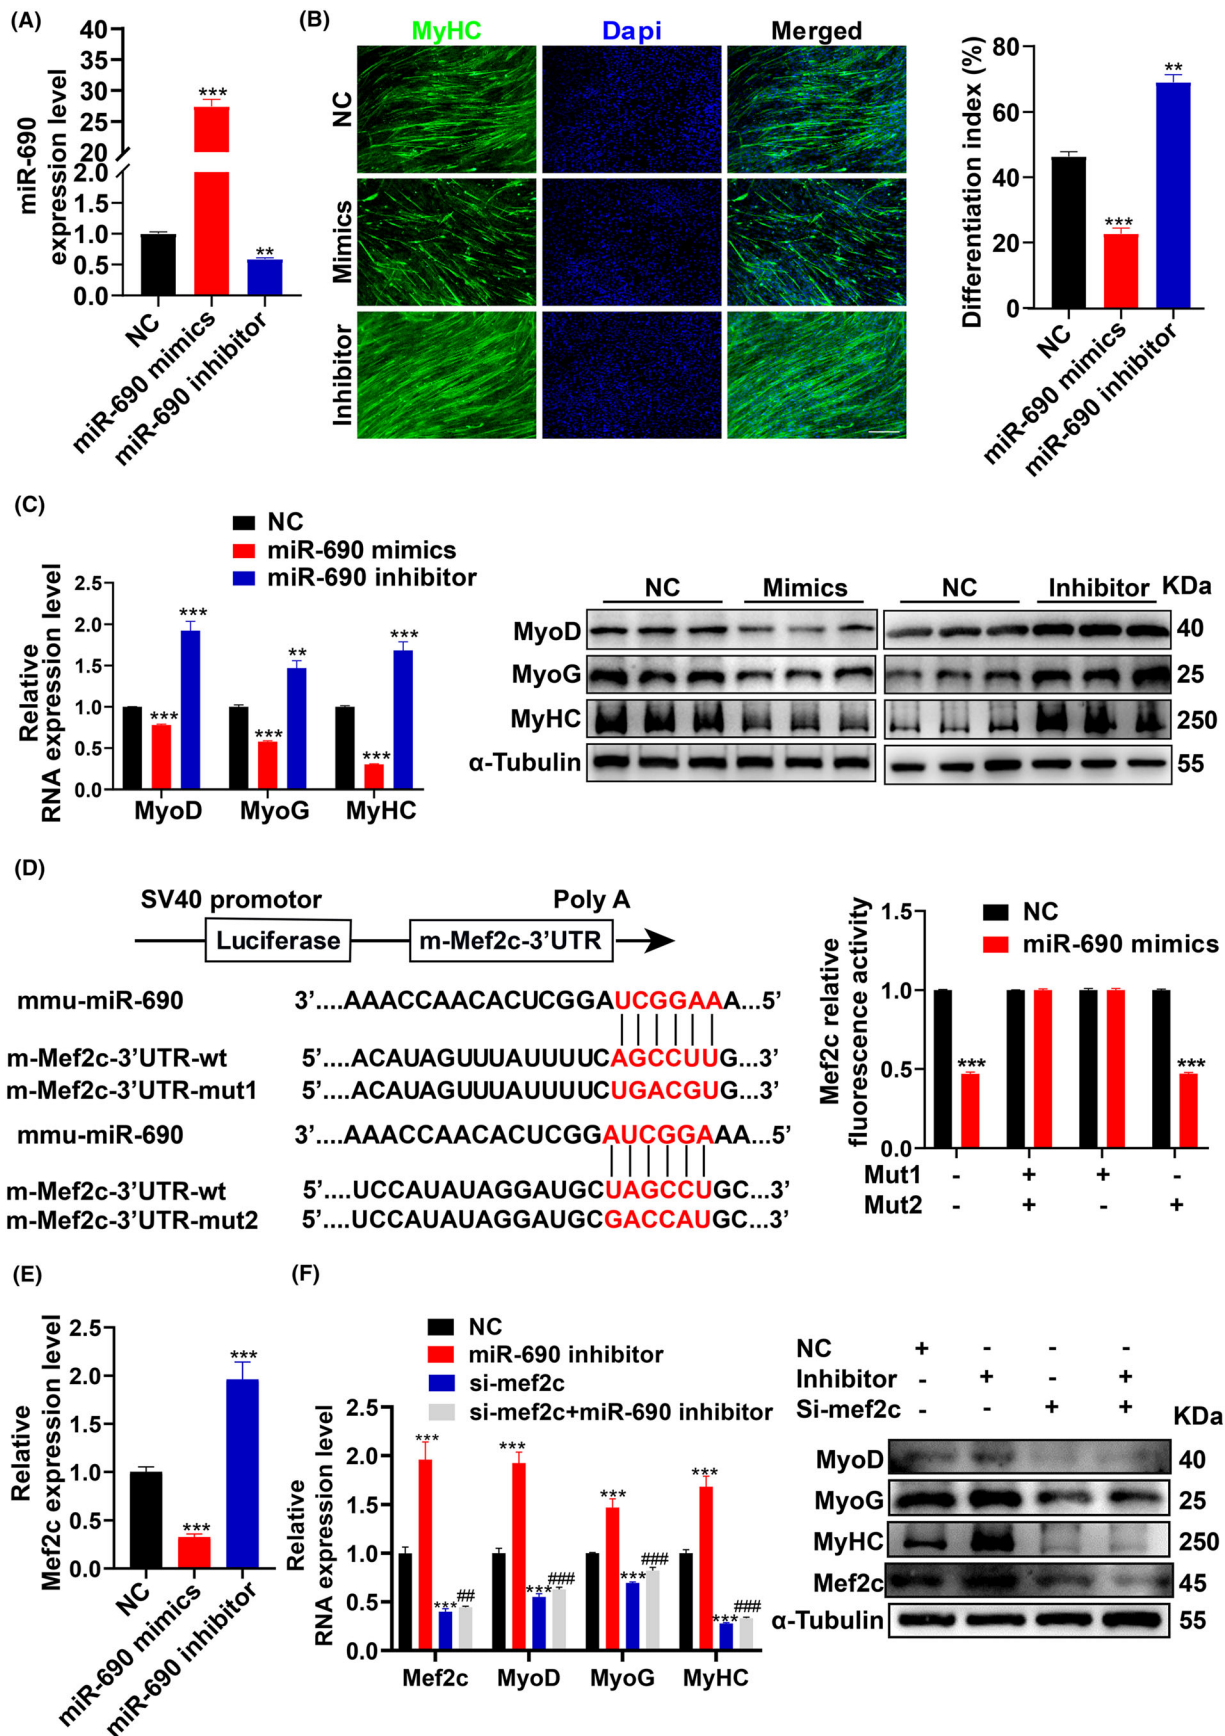 (A)
miR-690
expression level
40
35
30
25
20
2.0
1.5
1.0
0.5
0.0
***
**
NC
miR-690 mimics
miR-690 inhibitor
(B)
MyHC
Dapi
Merged
NC
Mimics
Inhibitor
Differentiation index (%)
80
60
40
20
0
***
**
NC
miR-690 mimics
miR-690 inhibitor
(C)
NC
miR-690 mimics
miR-690 inhibitor
Relative
RNA expression level
2.5
2.0
1.5
1.0
0.5
0.0
*** ***
*** **
*** ***
MyoD MyoG MyHC
NC Mimics NC Inhibitor KDa
MyoD 40
MyoG 25
MyHC 250
α-Tubulin 55
(D)
SV40 promotor Poly A
Luciferase m-Mef2c-3'UTR
mmu-miR-690 3'....AAACCAACACUCGGAUCGGAAA...5'
m-Mef2c-3'UTR-wt 5'....ACAUAGUUUAUUUUCAGCCUUG...3'
m-Mef2c-3'UTR-mut1 5'....ACAUAGUUUAUUUUCUGACGUG...3'
mmu-miR-690 3'....AAACCAACACUCGGAUCGGAAA...5'
m-Mef2c-3'UTR-wt 5'....UCCAUAUAGGAUGCUAGCCUGC...3'
m-Mef2c-3'UTR-mut2 5'....UCCAUAUAGGAUGCGACCAUGC...3'
NC
miR-690 mimics
Mef2c relative
fluorescence activity
1.5
1.0
0.5
0.0
*** ***
Mut1 - + + -
Mut2 - + - +
(E)
Relative
Mef2c expression level
2.5
2.0
1.5
1.0
0.5
0.0
***
***
NC
miR-690 mimics
miR-690 inhibitor
(F)
NC
miR-690 inhibitor
si-mef2c
si-mef2c+miR-690 inhibitor
Relative
RNA expression level
2.5
2.0
1.5
1.0
0.5
0.0
*** *** ##
*** *** ###
*** *** ###
*** *** ###
Mef2c MyoD MyoG MyHC
NC + - - -
Inhibitor - + - +
Si-mef2c - - + +
KDa
MyoD 40
MyoG 25
MyHC 250
Mef2c 45
α-Tubulin 55